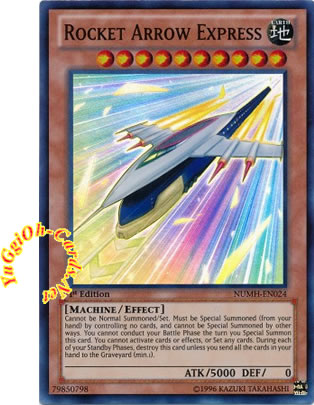 ROCKET ARROW EXPRESS
EARTH
地
YuGgiOh-Cards.Net
1st Edition
NUMH-EN024
[MACHINE/EFFECT]
Cannot be Normal Summoned/Set. Must be Special Summoned (from your
hand) by controlling no cards, and cannot be Special Summoned by other
ways. You cannot conduct your Battle Phase the turn you Special Summon
this card. You cannot activate cards or effects, or Set any cards. During each
of your Standby Phases, destroy this card unless you send all the cards in your
hand to the Graveyard (min.1).
ATK/5000 DEF/ 0
79850798
©1996 KAZUKI TAKAHASHI